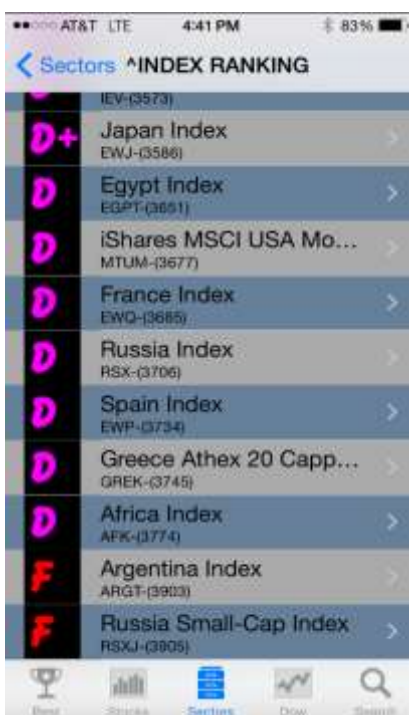 AT&T LTE 4:41 PM 83%
Sectors ^INDEX RANKING
IEV-(3573)
D+ Japan Index
EWJ-(3586)
D Egypt Index
EGPT-(3651)
D iShares MSCI USA Mo...
MTUM-(3677)
D France Index
EWQ-(3685)
D Russia Index
RSX-(3706)
D Spain Index
EWP-(3734)
D Greece Athex 20 Capp...
GREK-(3745)
D Africa Index
AFK-(3774)
F Argentina Index
ARGT-(3903)
F Russia Small-Cap Index
RSXJ-(3905)
Best Stocks Sectors Dow Search